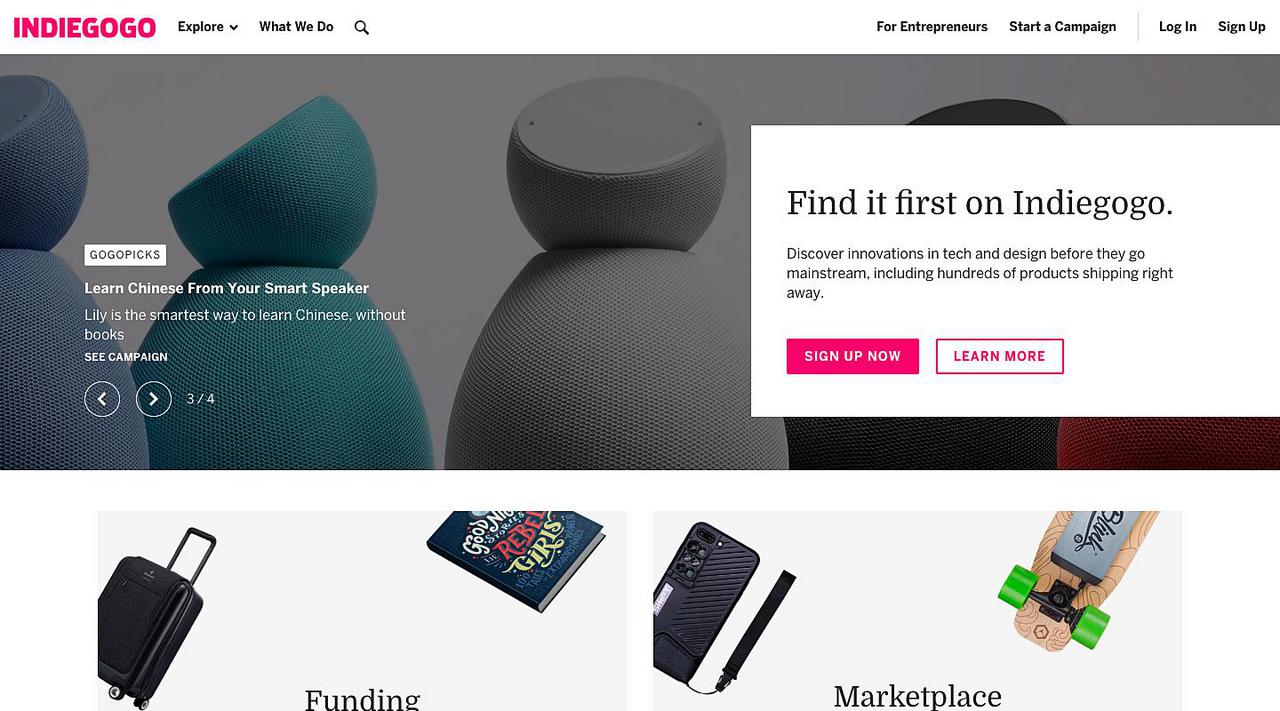 INDIEGOGO
Explore
What We Do
For Entrepreneurs
Start a Campaign
Log In
Sign Up
GOGOPICKS
Learn Chinese From Your Smart Speaker
Lily is the smartest way to learn Chinese, without
books
SEE CAMPAIGN
3 / 4
Find it first on Indiegogo.
Discover innovations in tech and design before they go
mainstream, including hundreds of products shipping right
away.
SIGN UP NOW
LEARN MORE
STORIES
REBEL
GIRLS
100
TALES
EXTRAORDINARY
Funding
Marketplace